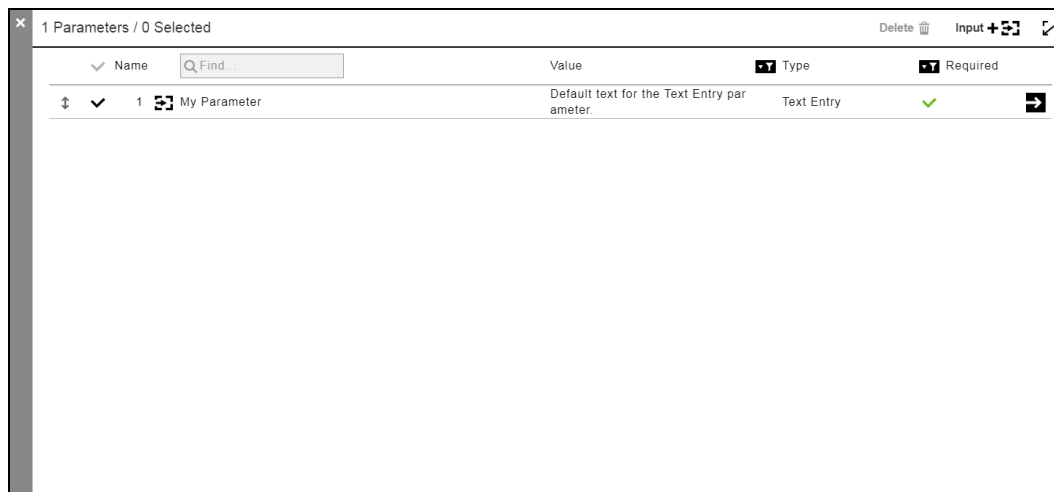 1 Parameters / 0 Selected Delete Input
Name Find... Value Type Required
1 My Parameter Default text for the Text Entry par Text Entry
ameter.